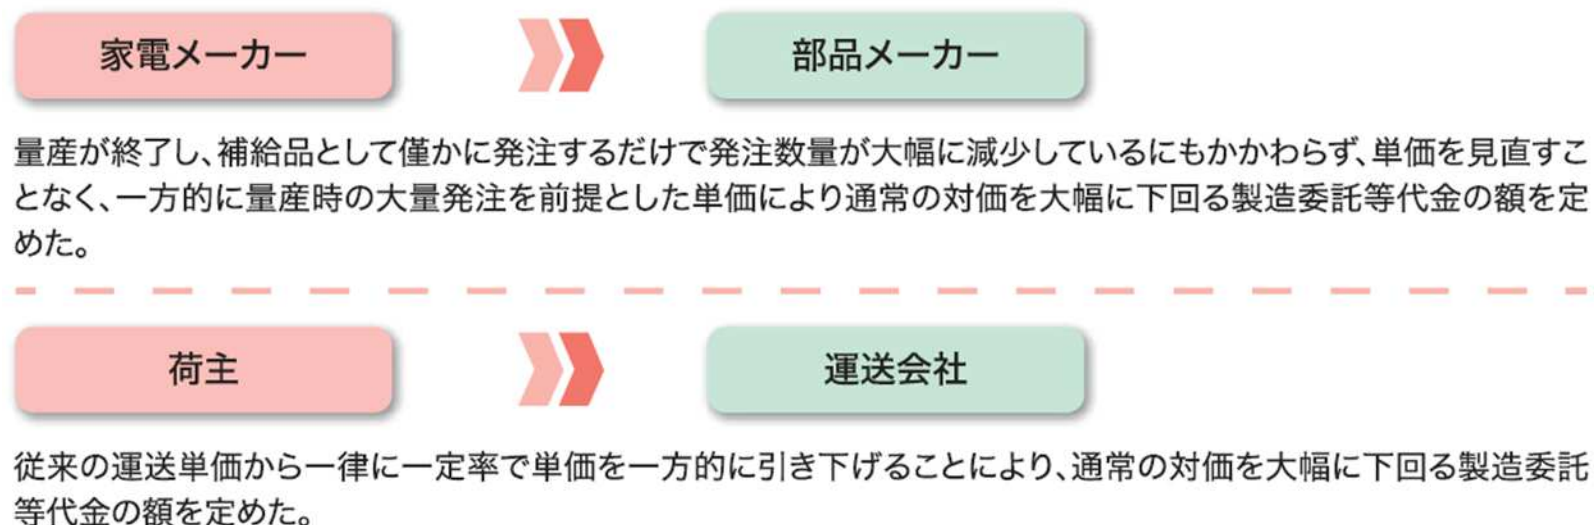 家電メーカー
部品メーカー
量産が終了し、補給品として僅かに発注するだけで発注数量が大幅に減少しているにもかかわらず、単価を見直すこ
となく、一方的に量産時の大量発注を前提とした単価により通常の対価を大幅に下回る製造委託等代金の額を定
めた。
荷主
運送会社
従来の運送単価から一律に一定率で単価を一方的に引き下げることにより、通常の対価を大幅に下回る製造委託
等代金の額を定めた。